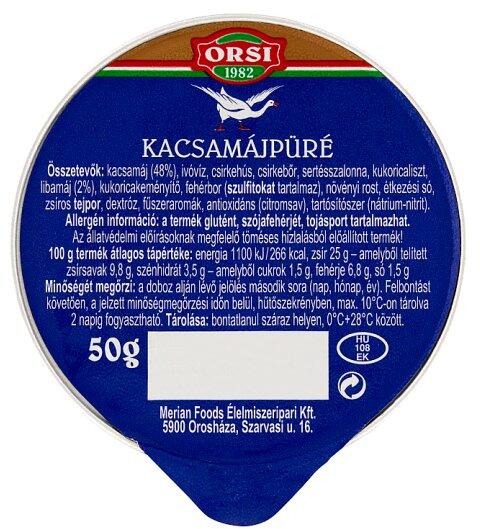 ORSI
1982
KACSAMÁJPÜRÉ
Összetevők: kacsamáj (48%), ivóvíz, csirkehús, csirkebőr, sertésszalonna, kukoricaliszt,
libamáj (2%), kukoricakeményítő, fehérbor (szulfitokat tartalmaz), növényi rost, étkezési só,
zsíros tejpor, dextróz, fűszeraromák, antioxidáns (citromsav), tartósítószer (nátrium-nitrit).
Allergén információ: a termék glutént, szójafehérjét, tojásport tartalmazhat.
Az állatvédelmi előírásoknak megfelelő töméses hízlalásból előállított termék!
100 g termék átlagos tápértéke: energia 1100 kJ/266 kcal, zsír 25 g – amelyből telített
zsírsavak 9,8 g, szénhidrát 3,5 g – amelyből cukrok 1,5 g, fehérje 6,8 g, só 1,5 g
Minőségét megőrzi: a doboz alján lévő jelölés második sora (nap, hónap, év). Felbontást
követően, a jelzett minőségmegőrzési időn belül, hűtőszekrényben, max. 10°C-on tárolva
2 napig fogyasztható. Tárolása: bontatlanul száraz helyén, 0°C+28°C között.
50g
HU
108
EK
Merian Foods Élelmiszeripari Kft.
5900 Orosháza, Szarvasi u. 16.